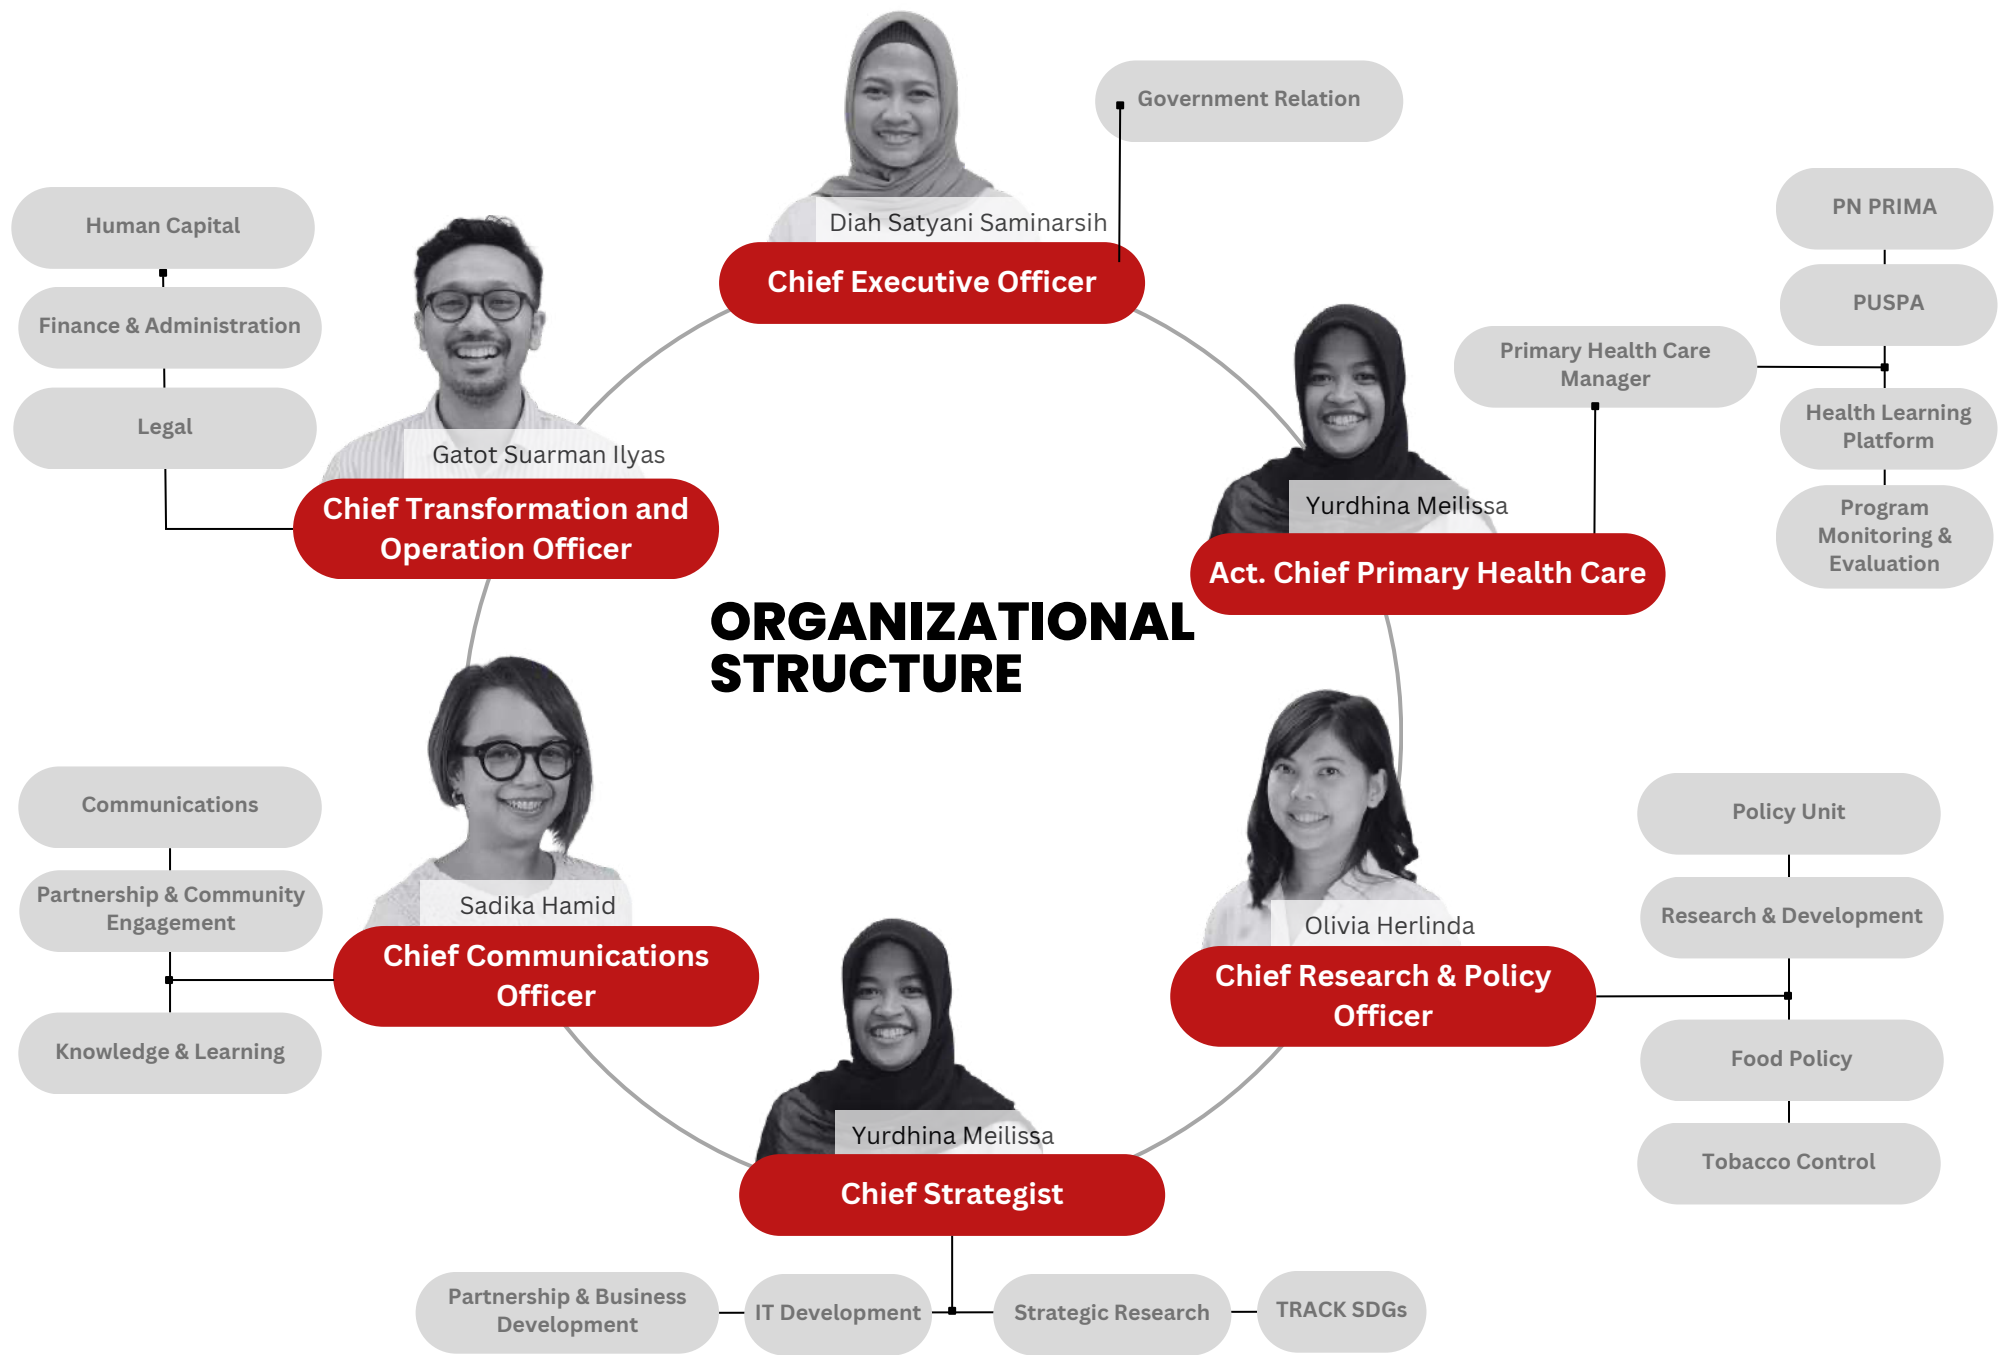 Diah Satyani Saminarsih
Chief Executive Officer
Government Relation
Human Capital
Finance & Administration
Legal
Gatot Suarman Ilyas
Chief Transformation and
Operation Officer
PN PRIMA
PUSPA
Primary Health Care
Manager
Health Learning
Platform
Program
Monitoring &
Evaluation
Yurdhina Meilissa
Act. Chief Primary Health Care
ORGANIZATIONAL
STRUCTURE
Communications
Partnership & Community
Engagement
Knowledge & Learning
Sadika Hamid
Chief Communications
Officer
Olivia Herlinda
Chief Research & Policy
Officer
Policy Unit
Research & Development
Food Policy
Tobacco Control
Yurdhina Meilissa
Chief Strategist
Partnership & Business
Development
IT Development
Strategic Research
TRACK SDGs